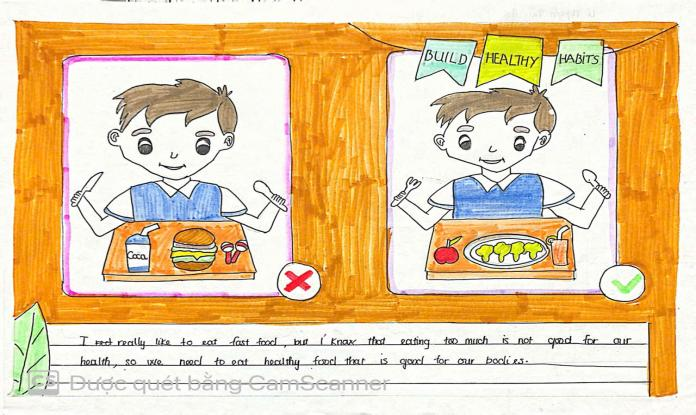 BUILD HEALTHY HABITS
Coca
I really like to eat fast food, but I know that eating too much is not good for our
health, so we need to eat healthy food that is good for our bodies.
CS Được quét bằng CamScanner